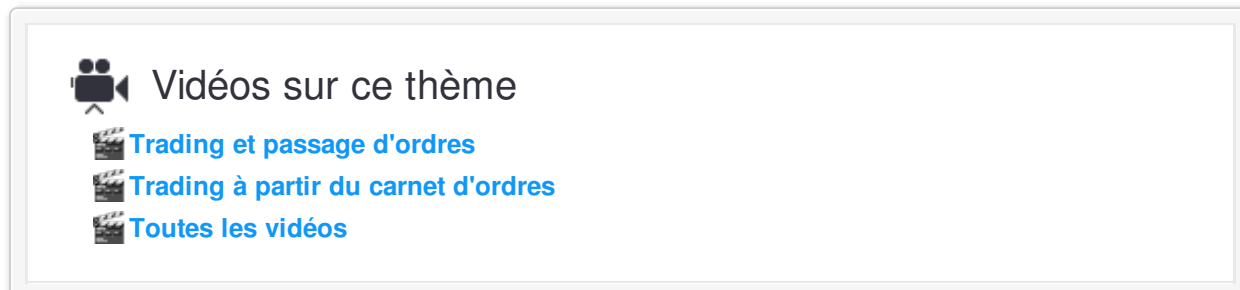 Vidéos sur ce thème
Trading et passage d'ordres
Trading à partir du carnet d'ordres
Toutes les vidéos